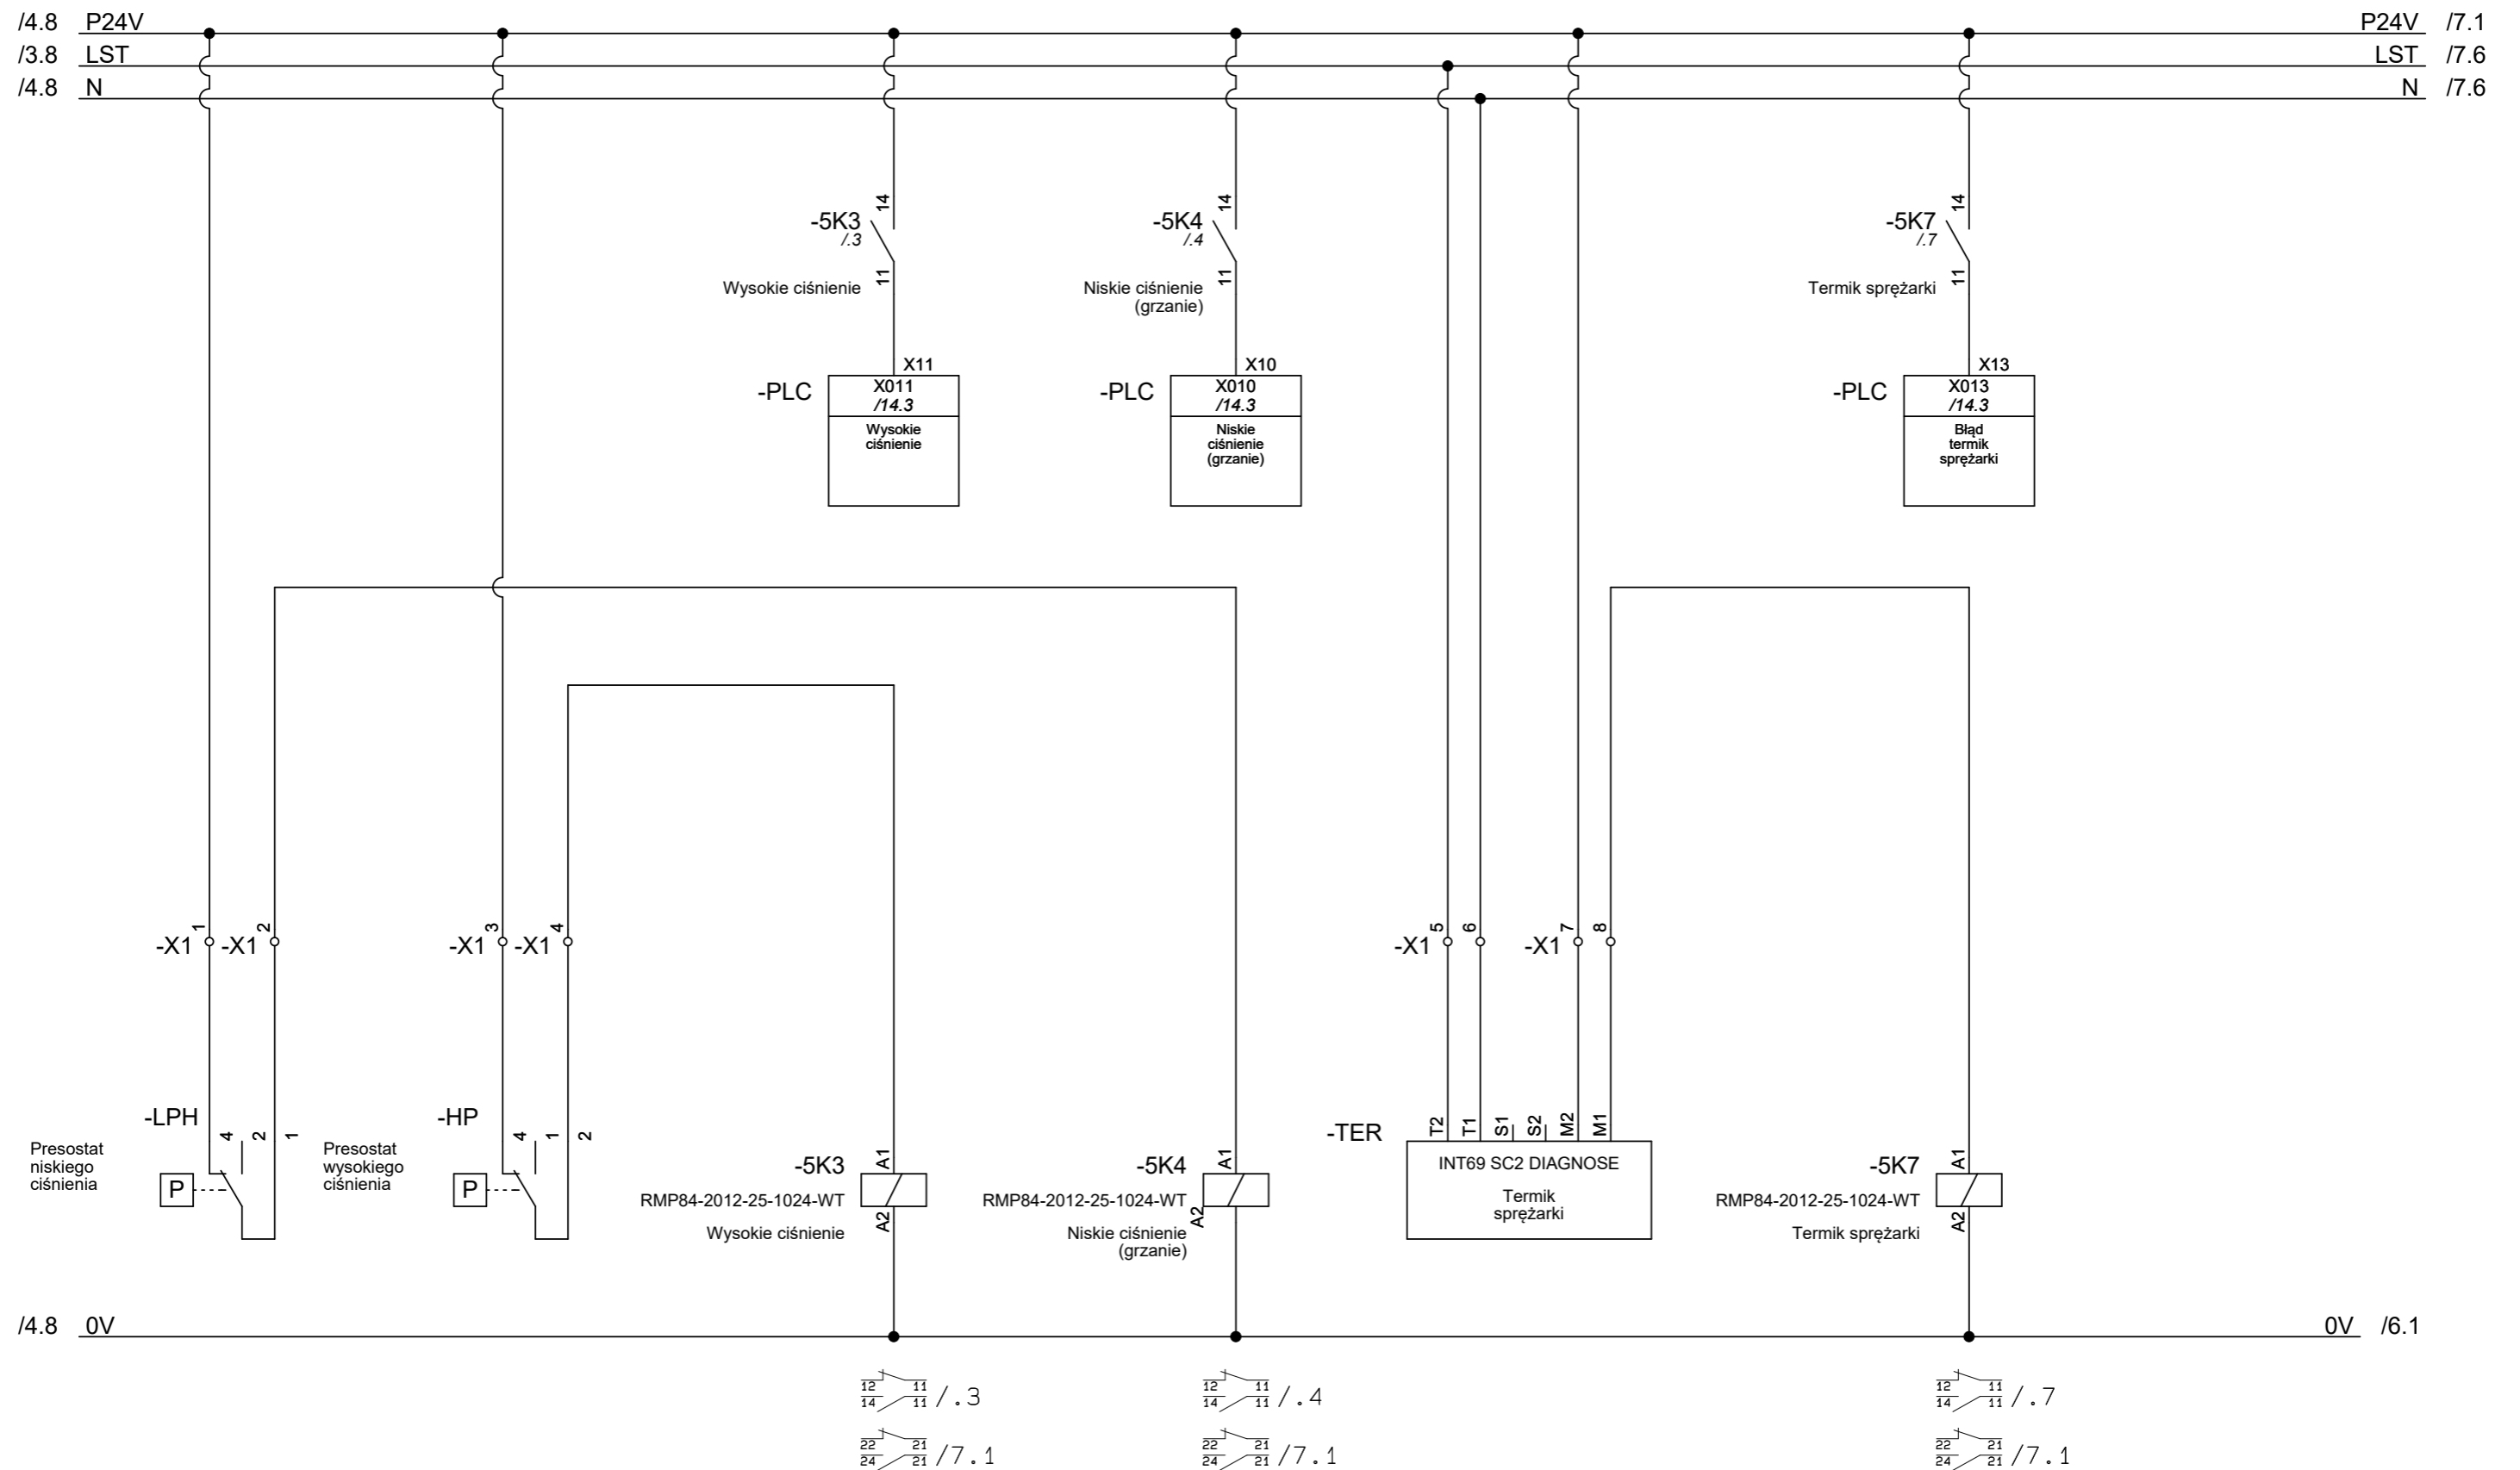 /4.8 P24V P24V /7.1
/3.8 LST LST /7.6
/4.8 N N /7.6
14 14 14
-5K3 -5K4 -5K7
/.3 /.4 /.7
11 11 11
Wysokie ciśnienie Niskie ciśnienie Termik sprężarki
(grzanie)
X11 X10 X13
-PLC X011 -PLC X010 -PLC X013
/14.3 /14.3 /14.3
Wysokie Niskie Błąd
ciśnienie ciśnienie termik
(grzanie) sprężarki
1 2 3 4 5 6 7 8
-X1 -X1 -X1 -X1 -X1 -X1
-LPH 4 2 1 -HP 4 1 2 -TER T2 T1 S1 S2 M2 M1
Presostat Presostat
niskiego wysokiego
ciśnienia ciśnienia
P P
INT69 SC2 DIAGNOSE
Termik
sprężarki
-5K3 A1 -5K4 A1 -5K7 A1
RMP84-2012-25-1024-WT RMP84-2012-25-1024-WT RMP84-2012-25-1024-WT
A2 A2 A2
Wysokie ciśnienie Niskie ciśnienie Termik sprężarki
(grzanie)
/4.8 0V 0V /6.1
12 11 12 11 12 11
14 11 /.3 14 11 /.4 14 11 /.7
22 21 22 21 22 21
24 21 /7.1 24 21 /7.1 24 21 /7.1